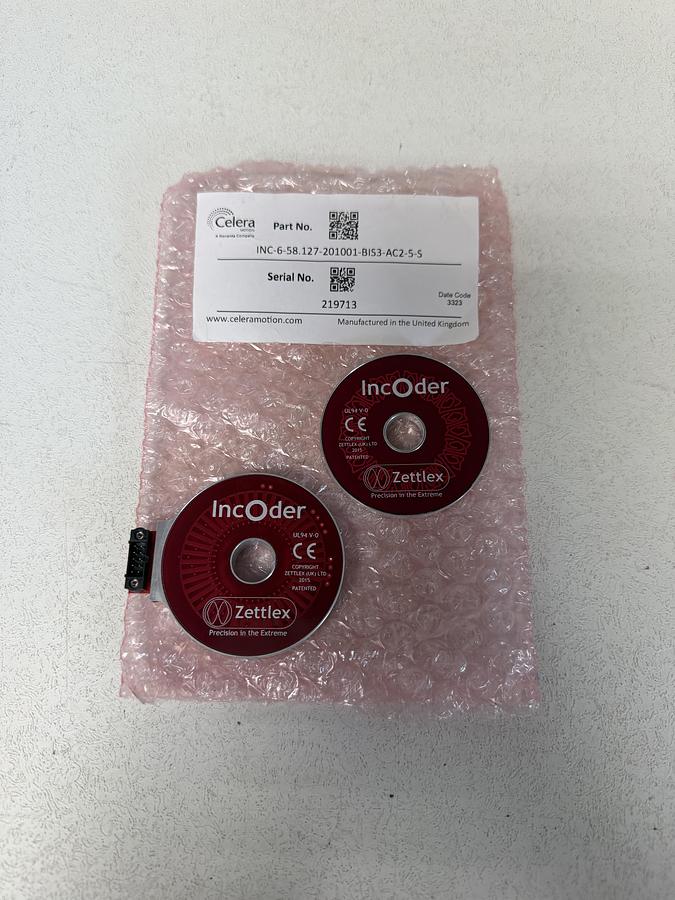 Celera
MOTION
A Novanta Company
Part No.
INC-6-58.127-201001-BIS3-AC2-5-S
Serial No.
219713
Date Code
3323
www.celeramotion.com
Manufactured in the United Kingdom
IncOder
UL94 V-0
CE
COPYRIGHT
ZETTLEX (UK) LTD
2015
PATENTED
Zettlex
Precision in the Extreme
IncOder
UL94 V-0
CE
COPYRIGHT
ZETTLEX (UK) LTD
2015
PATENTED
Zettlex
Precision in the Extreme